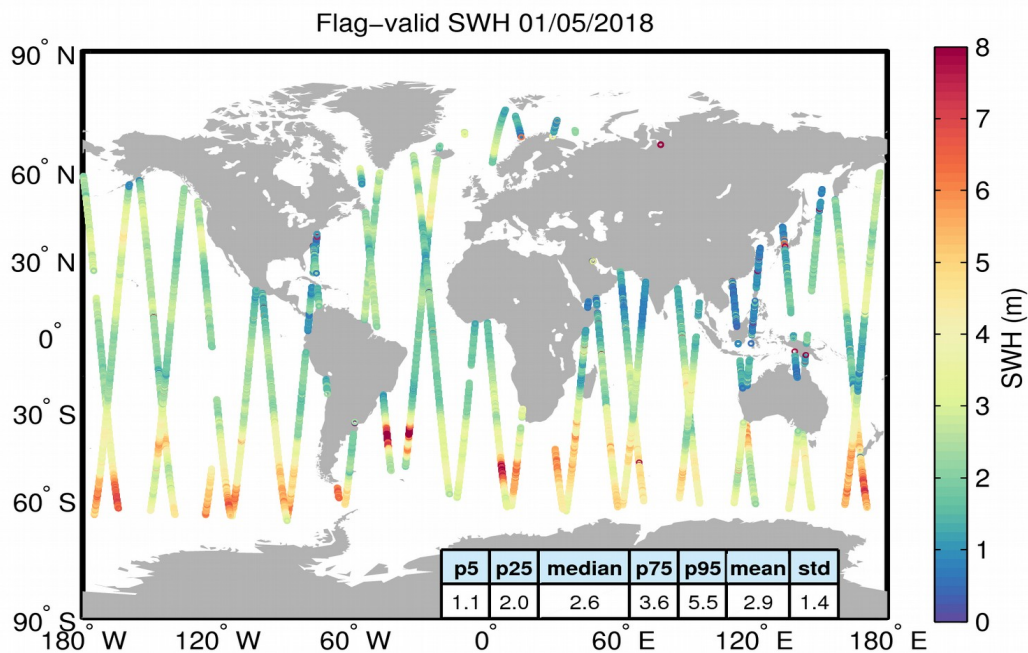 Flag−valid SWH 01/05/2018
90° N
60° N
30° N
0°
30° S
60° S
90° S
180° W
120° W
60° W
0°
60° E
120° E
180° E
p5 p25 median p75 p95 mean std
1.1 2.0 2.6 3.6 5.5 2.9 1.4
8
7
6
5
4
3
2
1
0
SWH (m)